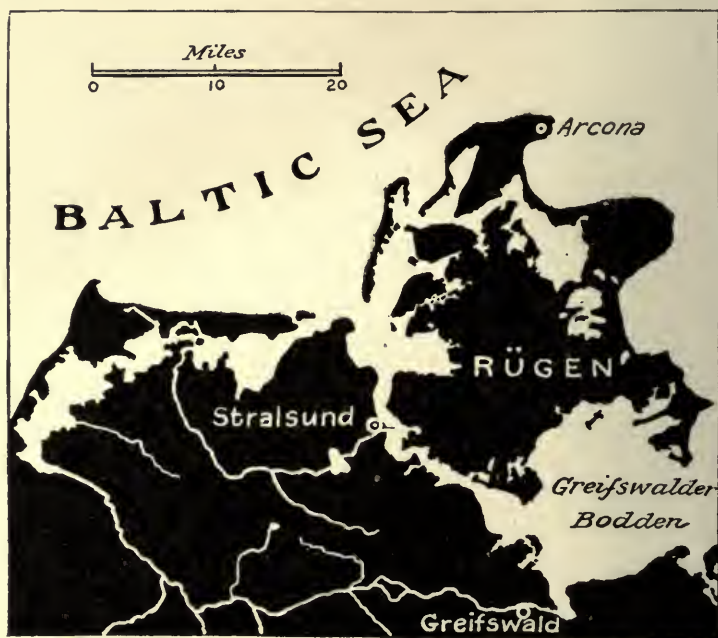 Miles
0 10 20
BALTIC SEA
Arcona
RÜGEN
Stralsund
Greifswalder
Bodden
Greifswald